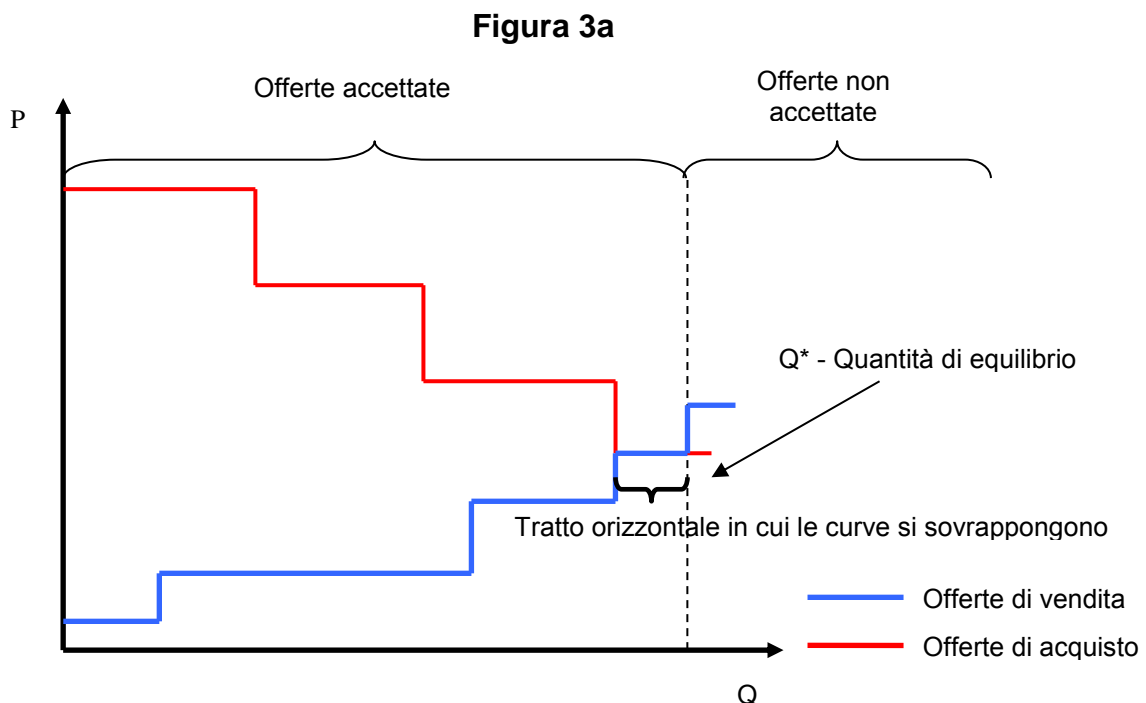 Figura 3a
Offerte accettate
Offerte non
accettate
P
Q* - Quantità di equilibrio
Tratto orizzontale in cui le curve si sovrappongono
Offerte di vendita
Offerte di acquisto
Q